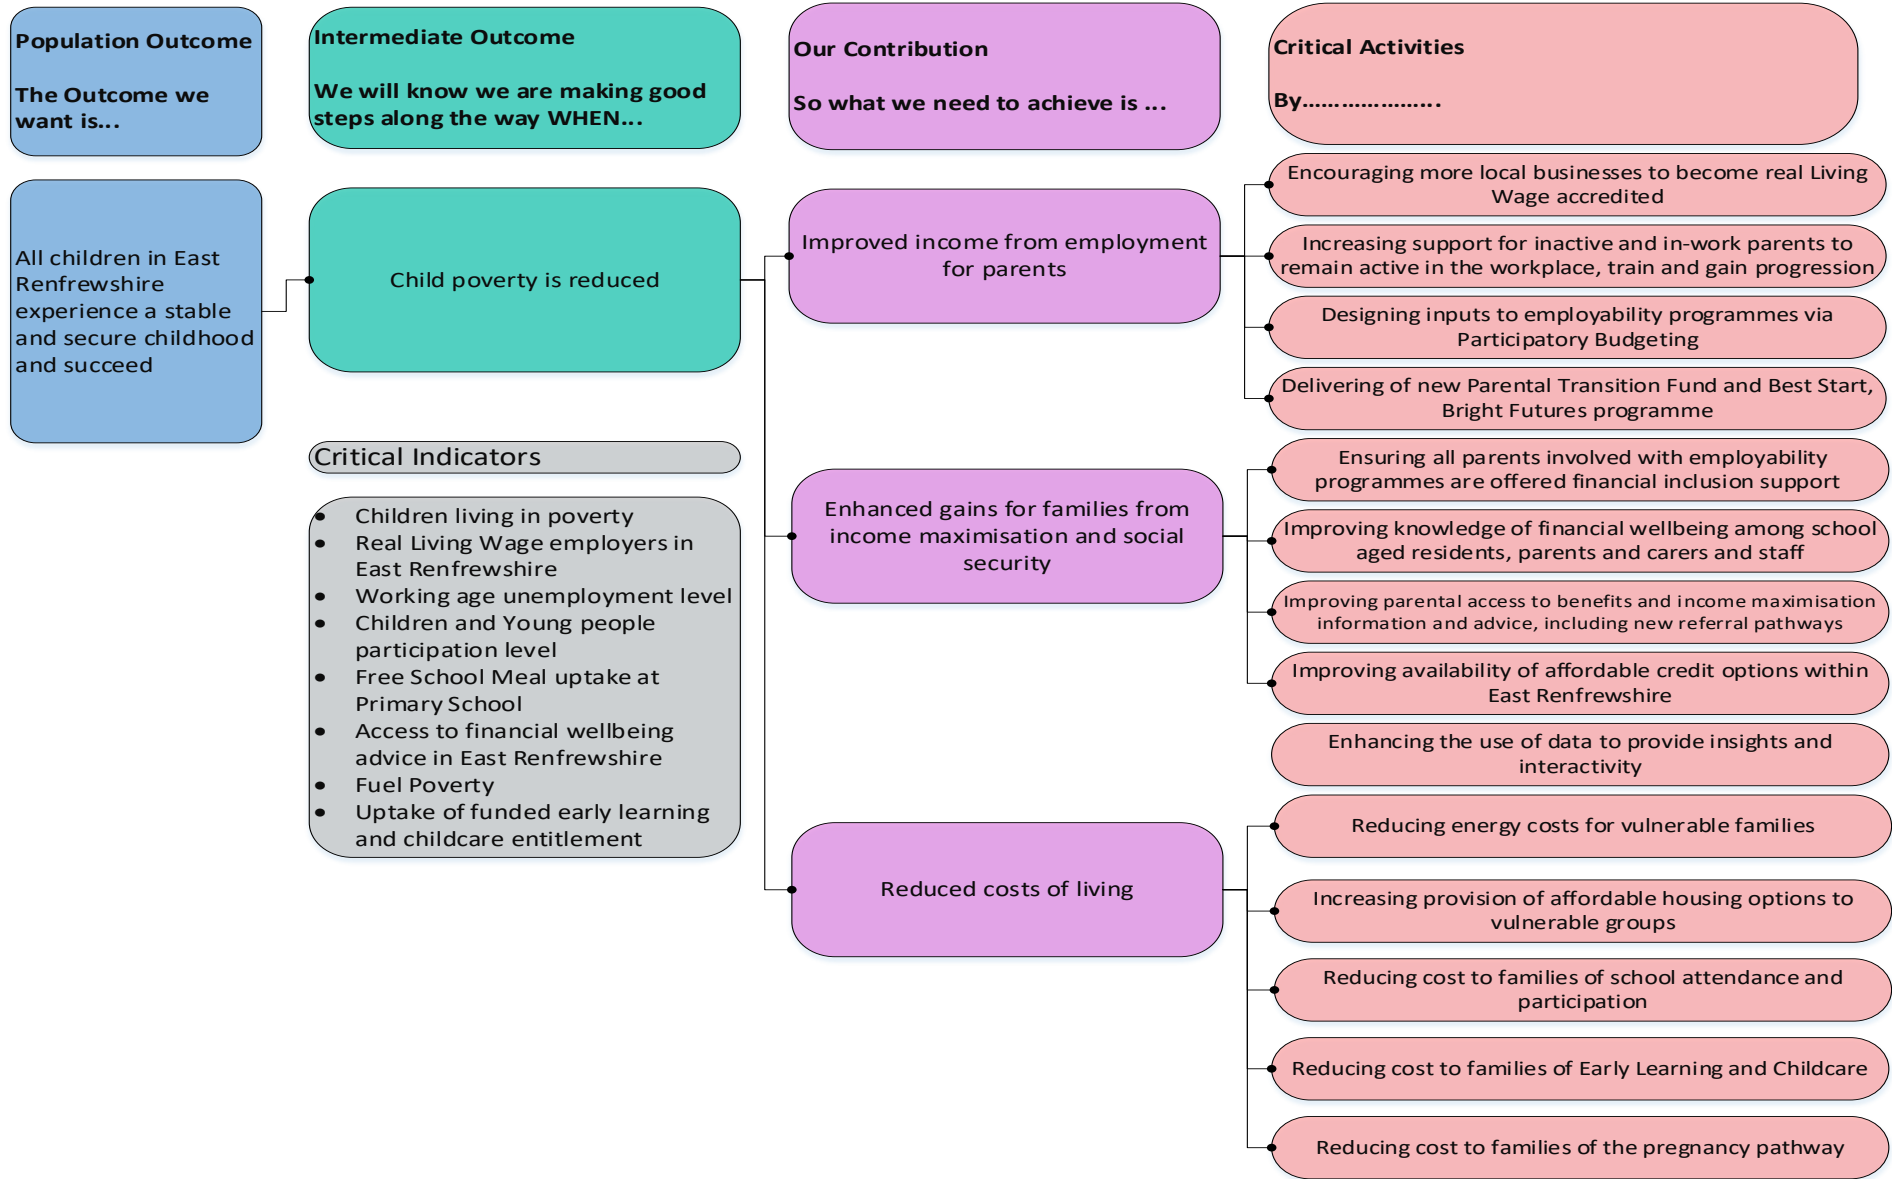 Population Outcome
The Outcome we
want is...
Intermediate Outcome
We will know we are making good
steps along the way WHEN...
Our Contribution
So what we need to achieve is ...
Critical Activities
By....................
All children in East
Renfrewshire
experience a stable
and secure childhood
and succeed
Child poverty is reduced
Critical Indicators
• Children living in poverty
• Real Living Wage employers in
East Renfrewshire
• Working age unemployment level
• Children and Young people
participation level
• Free School Meal uptake at
Primary School
• Access to financial wellbeing
advice in East Renfrewshire
• Fuel Poverty
• Uptake of funded early learning
and childcare entitlement
Improved income from employment
for parents
Encouraging more local businesses to become real Living
Wage accredited
Increasing support for inactive and in-work parents to
remain active in the workplace, train and gain progression
Designing inputs to employability programmes via
Participatory Budgeting
Delivering of new Parental Transition Fund and Best Start,
Bright Futures programme
Enhanced gains for families from
income maximisation and social
security
Ensuring all parents involved with employability
programmes are offered financial inclusion support
Improving knowledge of financial wellbeing among school
aged residents, parents and carers and staff
Improving parental access to benefits and income maximisation
information and advice, including new referral pathways
Improving availability of affordable credit options within
East Renfrewshire
Enhancing the use of data to provide insights and
interactivity
Reduced costs of living
Reducing energy costs for vulnerable families
Increasing provision of affordable housing options to
vulnerable groups
Reducing cost to families of school attendance and
participation
Reducing cost to families of Early Learning and Childcare
Reducing cost to families of the pregnancy pathway